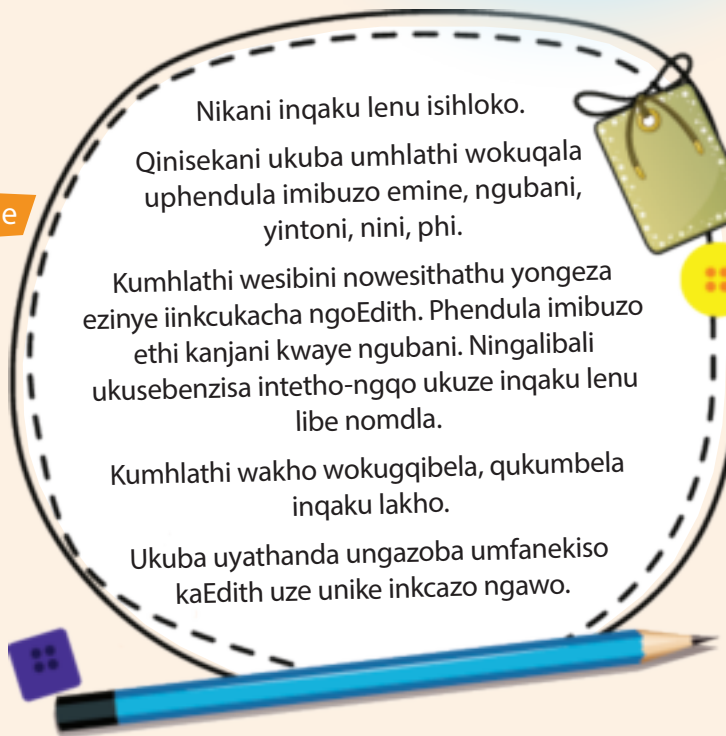 Nikani inqaku lenu isihloko.
Qinisekani ukuba umhlathi wokuqala
uphendula imibuzo emine, ngubani,
yintoni, nini, phi.
Kumhlathi wesibini nowesithathu yongeza
ezinye iinkcukacha ngoEdith. Phendula imibuzo
ethi kanjani kwaye ngubani. Ningalibali
ukusebenzisa intetho-ngqo ukuze inqaku lenu
libe nomdla.
Kumhlathi wakho wokugqibela, qukumbela
inqaku lakho.
Ukuba uyathanda ungazoba umfanekiso
kaEdith uze unike inkcazo ngawo.